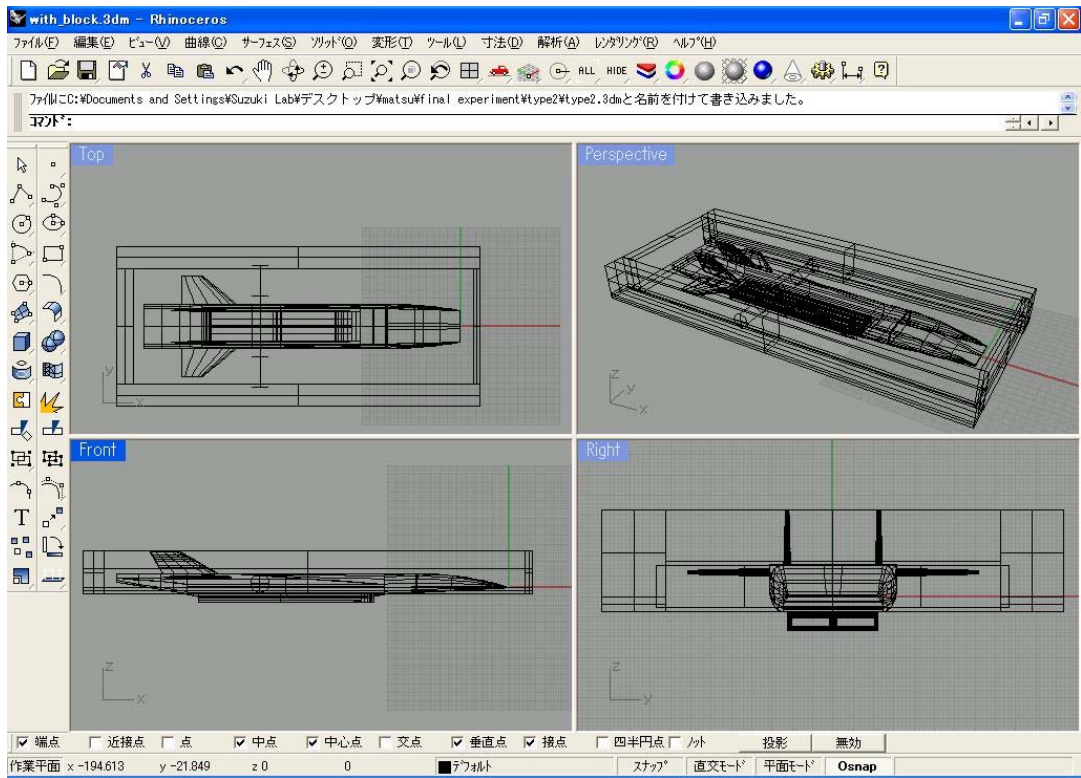 with_block.3dm - Rhinoceros
ファイル(F) 編集(E) ビュー(V) 曲線(C) サーフェス(S) ソリッド(O) 変形(T) ツール(L) 寸法(D) 解析(A) レンダリング(R) ヘルプ(H)
ALL HIDE
ファイルにC:¥Documents and Settings¥Suzuki Lab¥デスクトップ¥matsu¥final experiment¥type2¥type2.3dmと名前を付けて書き込みました。
コマンド:
Top
Perspective
y
x
z
y
x
Front
Right
T
z
x
z
y
端点 近接点 点 中点 中心点 交点 垂直点 接点 四半円点 ノット 投影 無効
作業平面 x -194.613 y -21.849 z 0 0 デフォルト スナップ 直交モード 平面モード Osnap